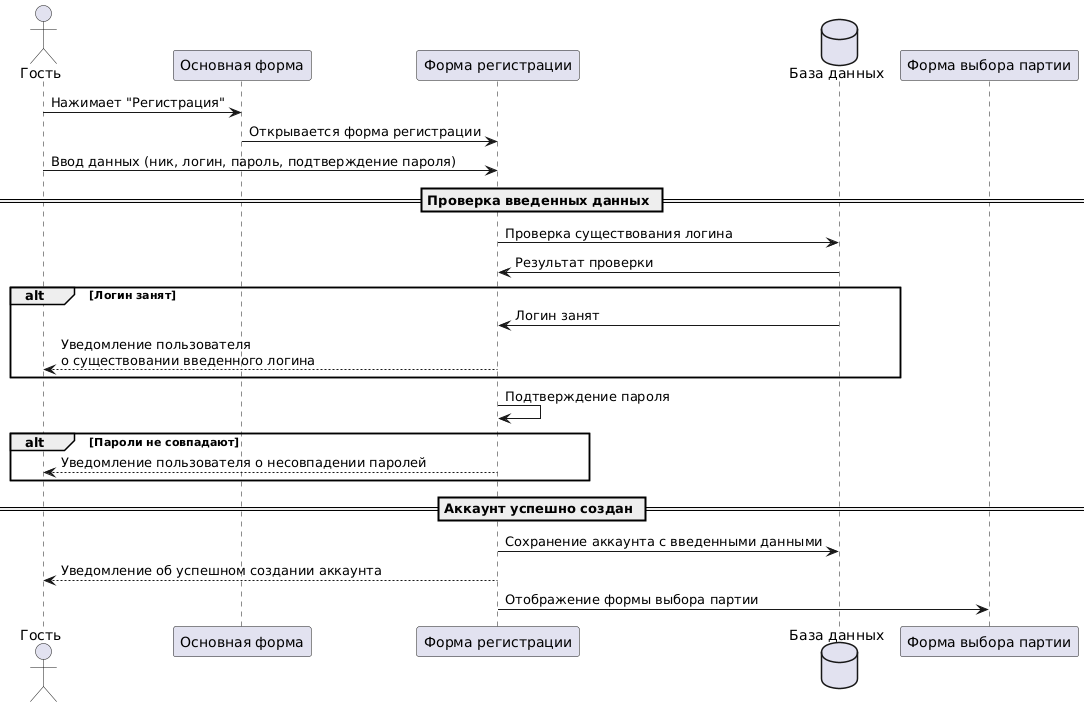 Гость
Основная форма
Форма регистрации
База данных
Форма выбора партии
Нажимает "Регистрация"
Открывается форма регистрации
Ввод данных (ник, логин, пароль, подтверждение пароля)
Проверка введенных данных
Проверка существования логина
Результат проверки
alt
[Логин занят]
Логин занят
Уведомление пользователя
о существовании введенного логина
Подтверждение пароля
alt
[Пароли не совпадают]
Уведомление пользователя о несовпадении паролей
Аккаунт успешно создан
Сохранение аккаунта с введенными данными
Уведомление об успешном создании аккаунта
Отображение формы выбора партии
Гость
Основная форма
Форма регистрации
База данных
Форма выбора партии